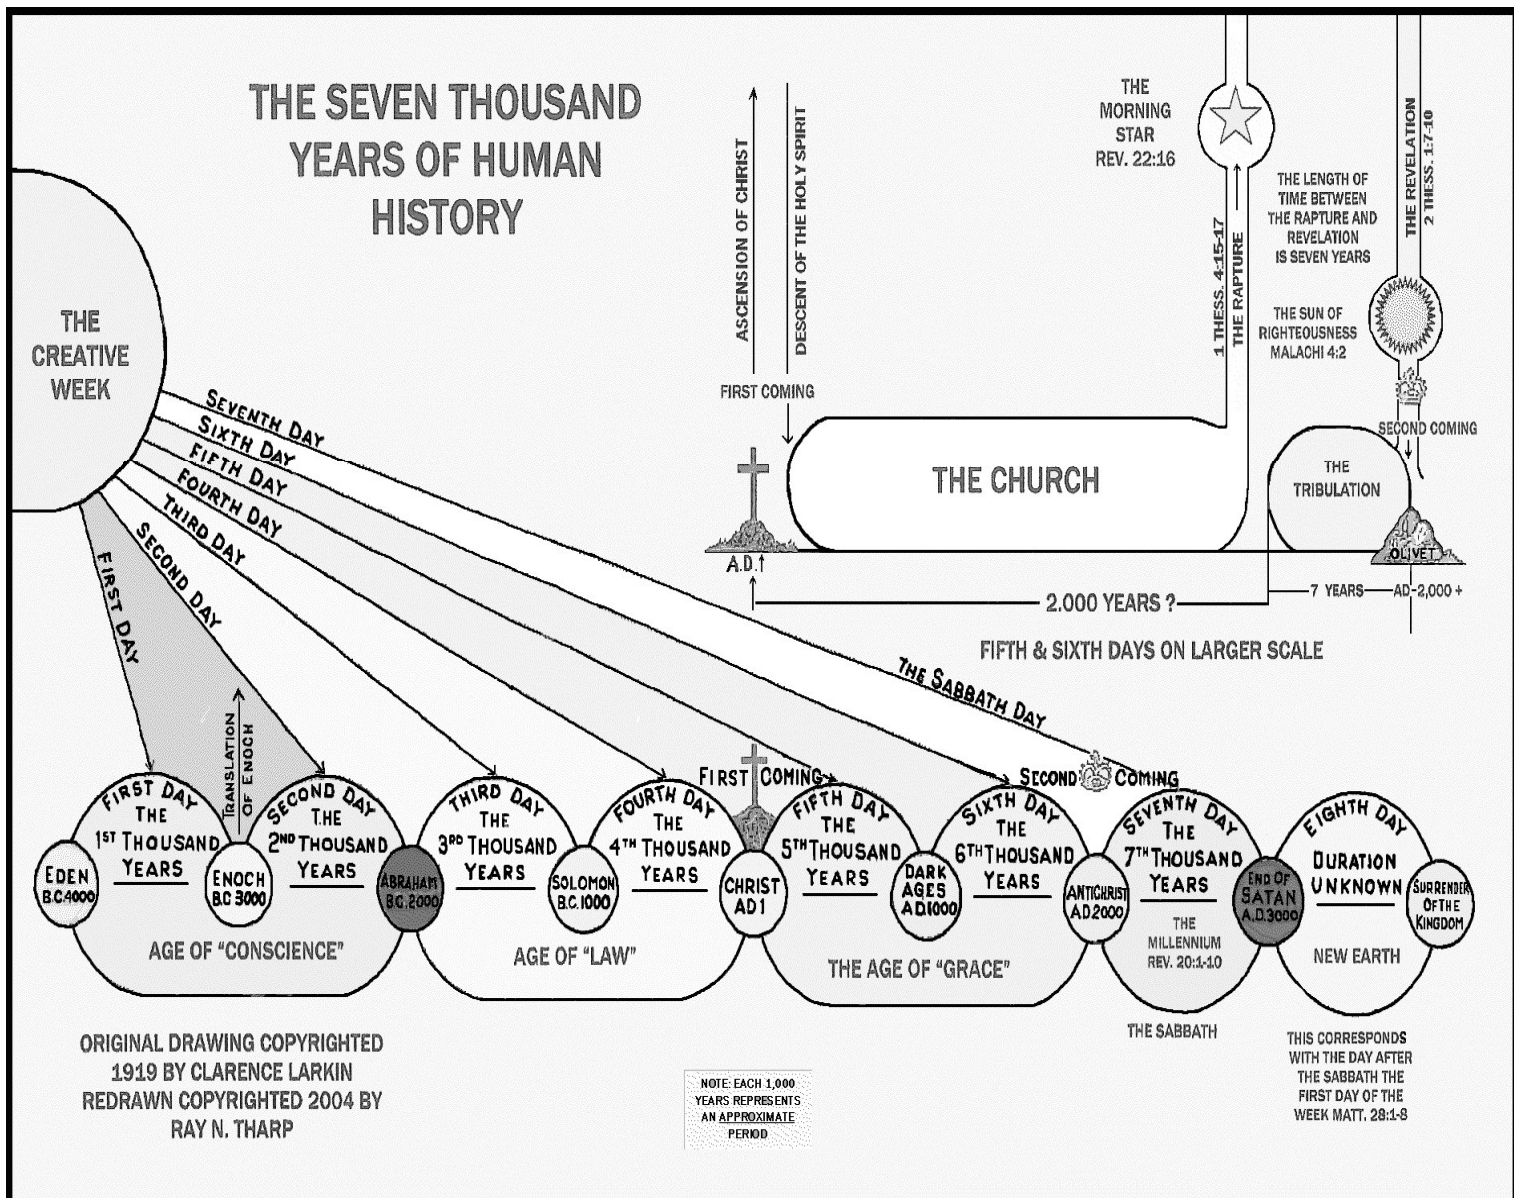 THE SEVEN THOUSAND
YEARS OF HUMAN
HISTORY
THE
CREATIVE
WEEK
ASCENSION OF CHRIST
DESCENT OF THE HOLY SPIRIT
FIRST COMING
THE
MORNING
STAR
REV. 22:16
1 THESS. 4:15-17
THE RAPTURE
THE LENGTH OF
TIME BETWEEN
THE RAPTURE AND
REVELATION
IS SEVEN YEARS
THE REVELATION
2 THESS. 1:7-10
THE SUN OF
RIGHTEOUSNESS
MALACHI 4:2
SECOND COMING
THE CHURCH
THE
TRIBULATION
OLIVET
A.D.
2.000 YEARS ?
7 YEARS
AD-2,000 +
FIFTH & SIXTH DAYS ON LARGER SCALE
SEVENTH DAY
SIXTH DAY
FIFTH DAY
FOURTH DAY
THIRD DAY
SECOND DAY
FIRST DAY
THE SABBATH DAY
TRANSLATION
OF ENOCH
FIRST COMING
SECOND COMING
FIRST DAY
THE
1ST THOUSAND
YEARS
SECOND DAY
THE
2ND THOUSAND
YEARS
THIRD DAY
THE
3RD THOUSAND
YEARS
FOURTH DAY
THE
4TH THOUSAND
YEARS
FIFTH DAY
THE
5TH THOUSAND
YEARS
SIXTH DAY
THE
6TH THOUSAND
YEARS
SEVENTH DAY
THE
7TH THOUSAND
YEARS
EIGHTH DAY
DURATION
UNKNOWN
EDEN
B.C.4000
ENOCH
B.C 3000
ABRAHAM
B.C.2000
SOLOMON
B.C.1000
CHRIST
AD 1
DARK
AGES
A.D.1000
ANTICHRIST
AD 2000
END OF
SATAN
A.D.3000
SURRENDER
OF THE
KINGDOM
AGE OF "CONSCIENCE"
AGE OF "LAW"
THE AGE OF "GRACE"
THE
MILLENNIUM
REV. 20:1-10
NEW EARTH
THE SABBATH
THIS CORRESPONDS
WITH THE DAY AFTER
THE SABBATH THE
FIRST DAY OF THE
WEEK MATT. 28:1-8
ORIGINAL DRAWING COPYRIGHTED
1919 BY CLARENCE LARKIN
REDRAWN COPYRIGHTED 2004 BY
RAY N. THARP
NOTE: EACH 1,000
YEARS REPRESENTS
AN APPROXIMATE
PERIOD